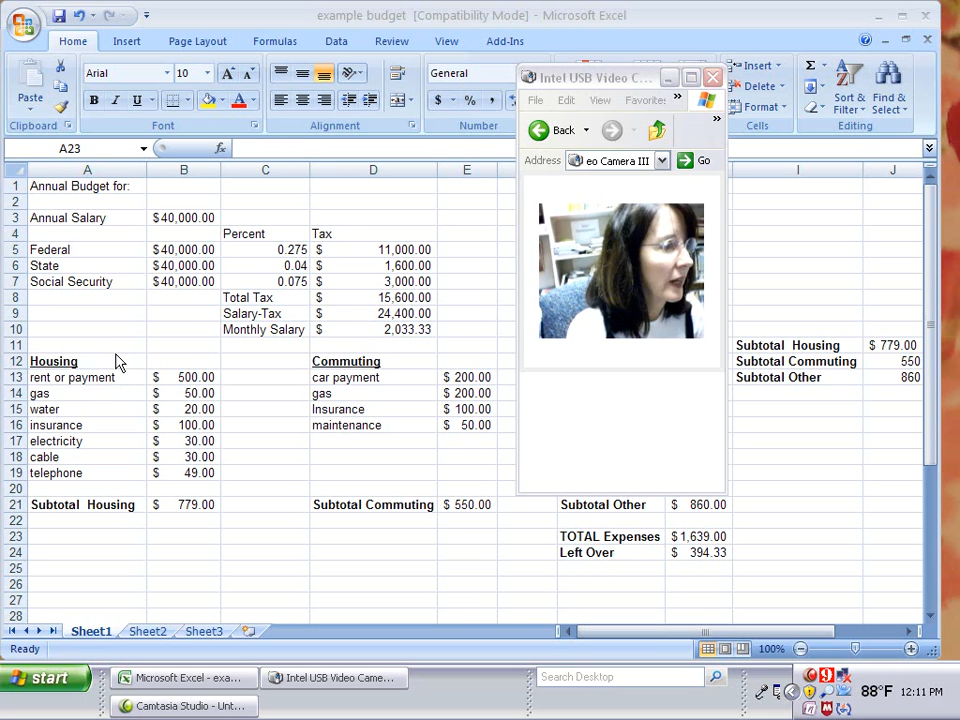 example budget [Compatibility Mode] - Microsoft Excel
Home Insert Page Layout Formulas Data Review View Add-Ins
Paste Arial 10 General Insert Delete Format Sort & Filter Find & Select
Clipboard Font Alignment Number Cells Editing
A23 fx
A B C D E I J
1 Annual Budget for:
2
3 Annual Salary $40,000.00
4 Percent Tax
5 Federal $40,000.00 0.275 $ 11,000.00
6 State $40,000.00 0.04 $ 1,600.00
7 Social Security $40,000.00 0.075 $ 3,000.00
8 Total Tax $ 15,600.00
9 Salary-Tax $ 24,400.00
10 Monthly Salary $ 2,033.33
11 Subtotal Housing $ 779.00
12 Housing Commuting Subtotal Commuting 550
13 rent or payment $ 500.00 car payment $ 200.00 Subtotal Other 860
14 gas $ 50.00 gas $ 200.00
15 water $ 20.00 Insurance $ 100.00
16 insurance $ 100.00 maintenance $ 50.00
17 electricity $ 30.00
18 cable $ 30.00
19 telephone $ 49.00
20
21 Subtotal Housing $ 779.00 Subtotal Commuting $ 550.00 Subtotal Other $ 860.00
22
23 TOTAL Expenses $1,639.00
24 Left Over $ 394.33
25
26
27
28
Intel USB Video C...
File Edit View Favorites »
Back
Address eo Camera III Go
Sheet1 Sheet2 Sheet3
Ready 100%
start Microsoft Excel - exa... Intel USB Video Came... Search Desktop 88°F 12:11 PM
Camtasia Studio - Unt...